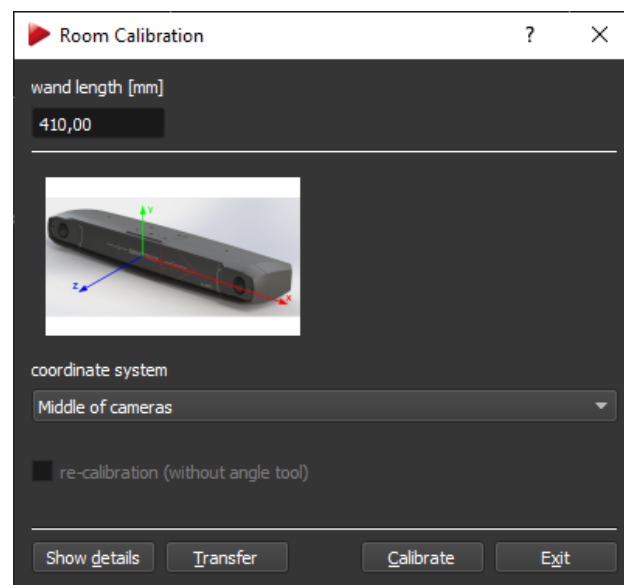 Room Calibration ?
wand length [mm]
410,00
Y
Z
X
coordinate system
Middle of cameras
re-calibration (without angle tool)
Show details Transfer Calibrate Exit